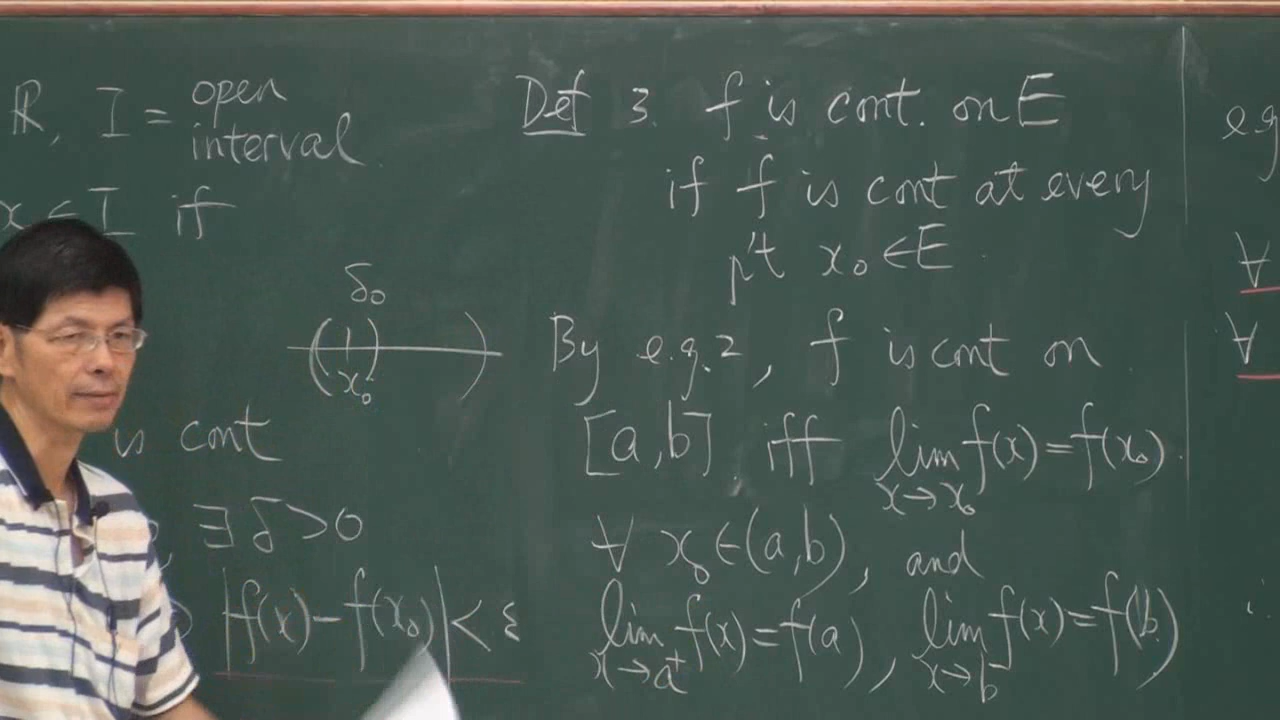 ℝ, I = open
interval
x ∈ I if
δ₀
( | )     )
x₀
is cont
∃ δ > 0
|f(x) - f(x₀)| < ε
Def 3. f is cont. on E
if f is cont at every
p't x₀ ∈ E.
By e.g.2, f is cont on
[a,b] iff lim f(x) = f(x₀)
x→x₀
∀ x₀ ∈ (a,b), and
lim f(x) = f(a), lim f(x) = f(b)
x→a⁺ x→b⁻
e.g
∀
∀